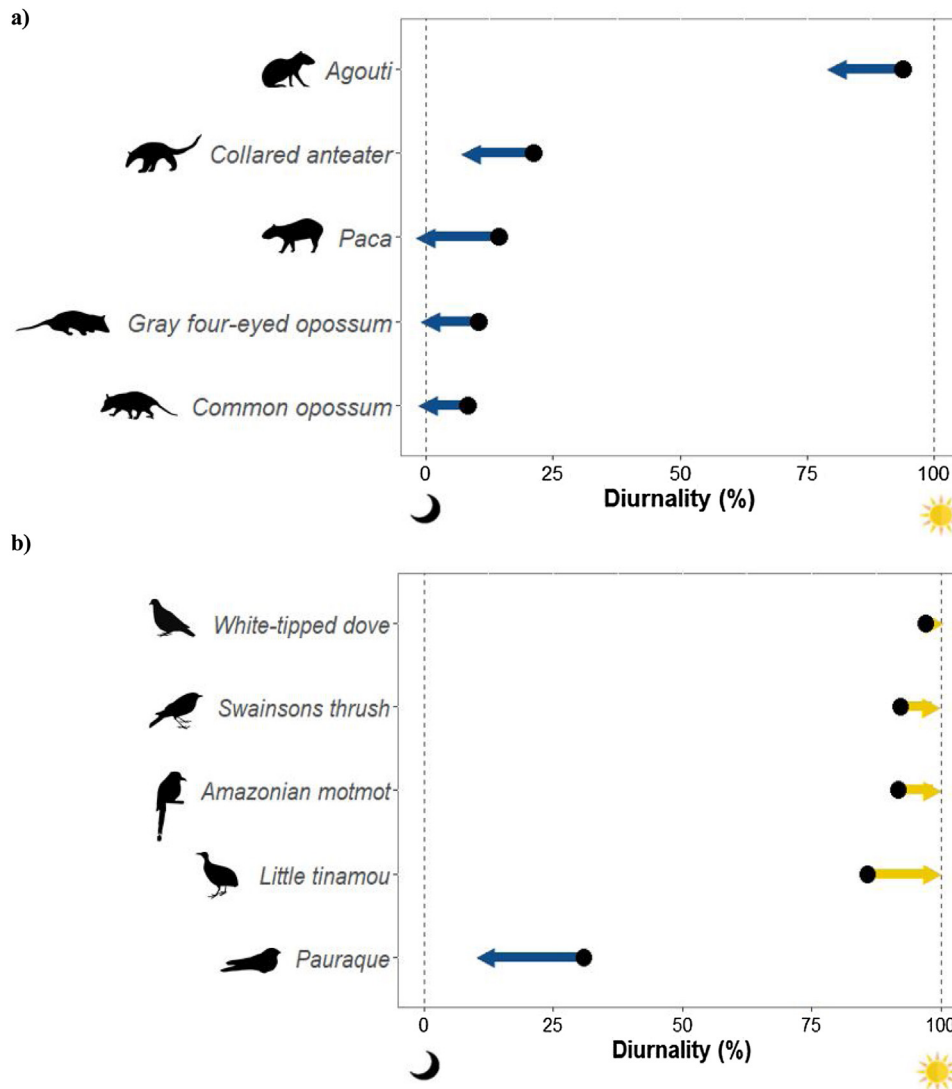 a)
Agouti
Collared anteater
Paca
Gray four-eyed opossum
Common opossum
0 25 50 75 100
Diurnality (%)
b)
White-tipped dove
Swainsons thrush
Amazonian motmot
Little tinamou
Pauraque
0 25 50 75 100
Diurnality (%)